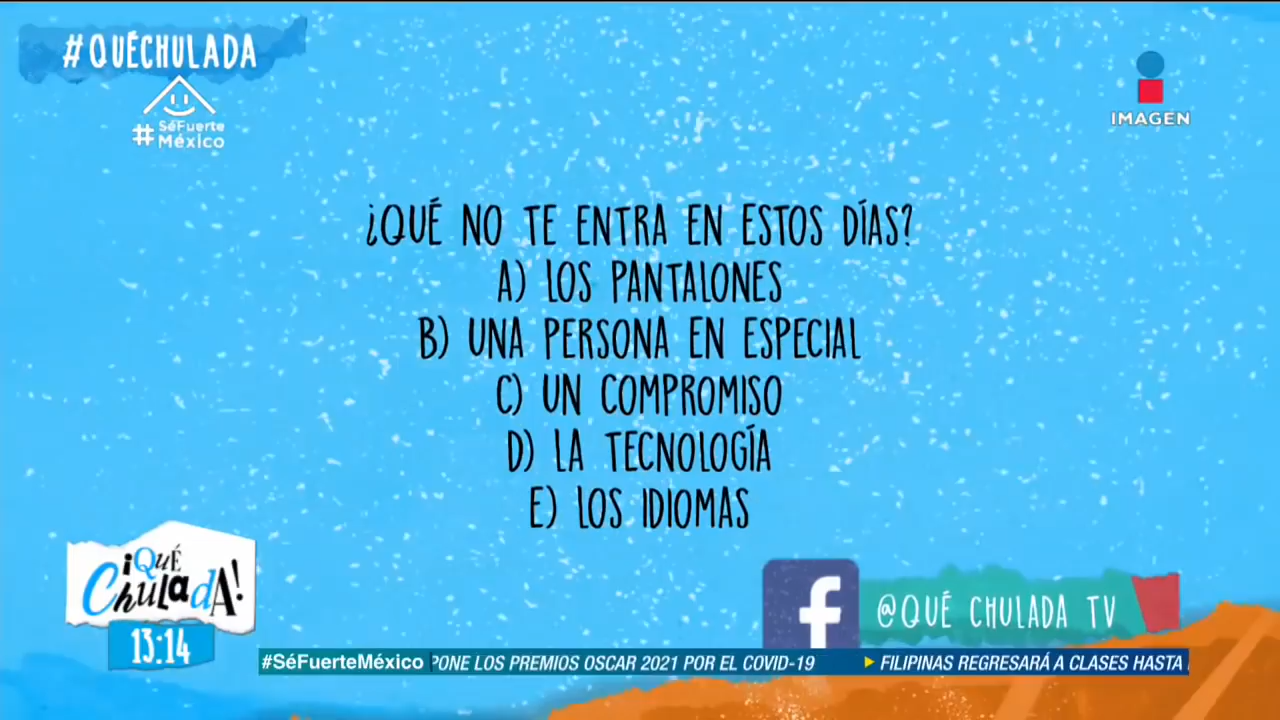 #QUÉCHULADA
#SéFuerte
México
IMAGEN
¿QUÉ NO TE ENTRA EN ESTOS DÍAS?
A) LOS PANTALONES
B) UNA PERSONA EN ESPECIAL
C) UN COMPROMISO
D) LA TECNOLOGÍA
E) LOS IDIOMAS
¡QUÉ
ChuladA!
13:14
f @QUÉ CHULADA TV
#SéFuerteMéxico PONE LOS PREMIOS OSCAR 2021 POR EL COVID-19 FILIPINAS REGRESARÁ A CLASES HASTA